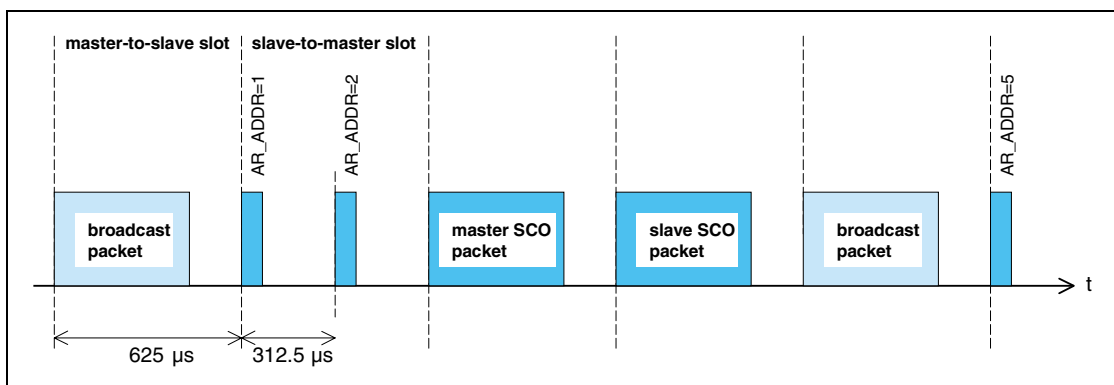 master-to-slave slot
slave-to-master slot
AR_ADDR=1
AR_ADDR=2
AR_ADDR=5
broadcast
packet
master SCO
packet
slave SCO
packet
broadcast
packet
t
625 µs
312.5 µs